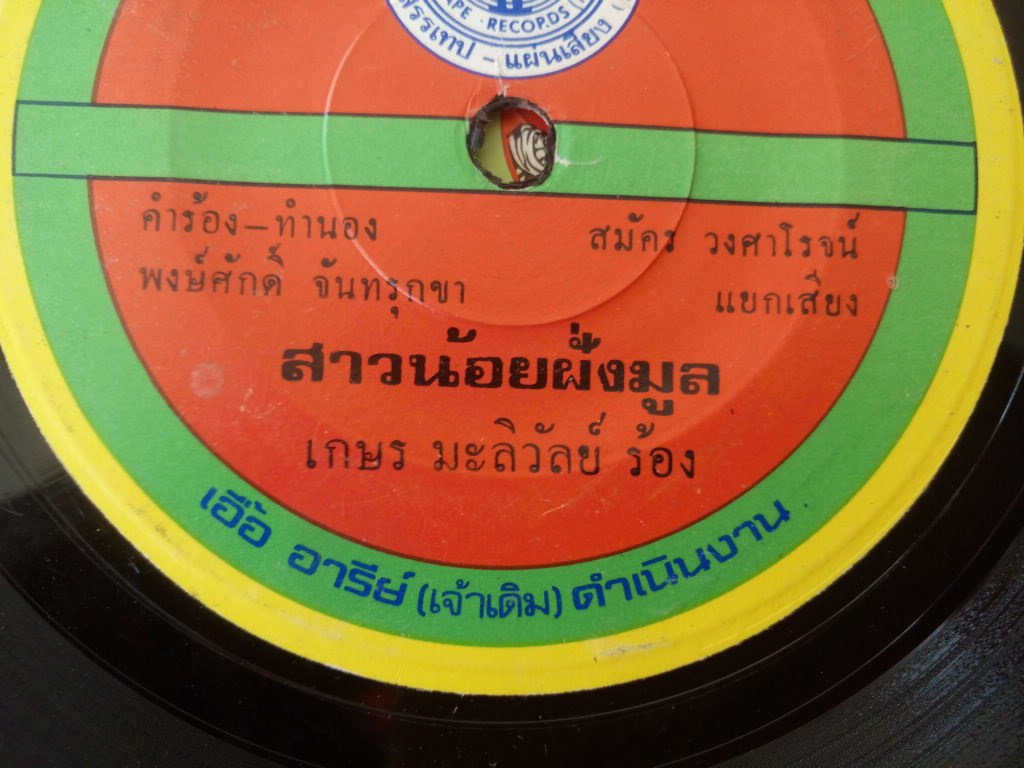 TAPE · RECORDS
สรรเทป - แผ่นเสียง
คำร้อง-ทำนอง
พงษ์ศักดิ์ จันทรุกขา
สมัคร วงศาโรจน์
แยกเสียง
สาวน้อยฝั่งมูล
เกษร มะลิวัลย์ ร้อง
เอื้อ อารีย์ (เจ้าเดิม) ดำเนินงาน